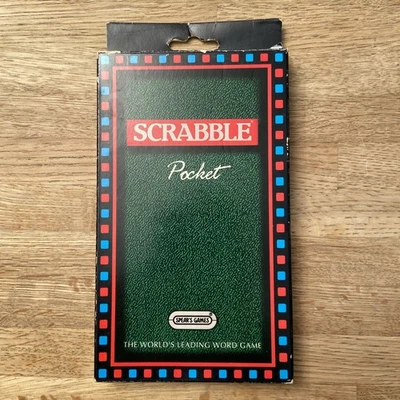 SCRABBLE
Pocket
SPEAR'S GAMES
THE WORLD'S LEADING WORD GAME